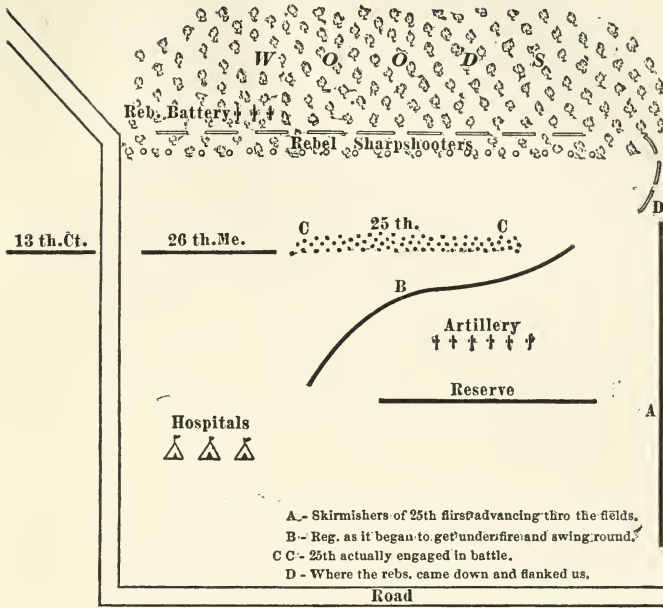 W O O D S
Reb. Battery
Rebel Sharpshooters
D
13 th. Ct.
26 th. Me.
C 25 th. C
B
Artillery
Reserve
A
Hospitals
A - Skirmishers of 25th first advancing thro the fields.
B - Reg. as it began to get under fire and swing round.
C C - 25th actually engaged in battle.
D - Where the rebs. came down and flanked us.
Road